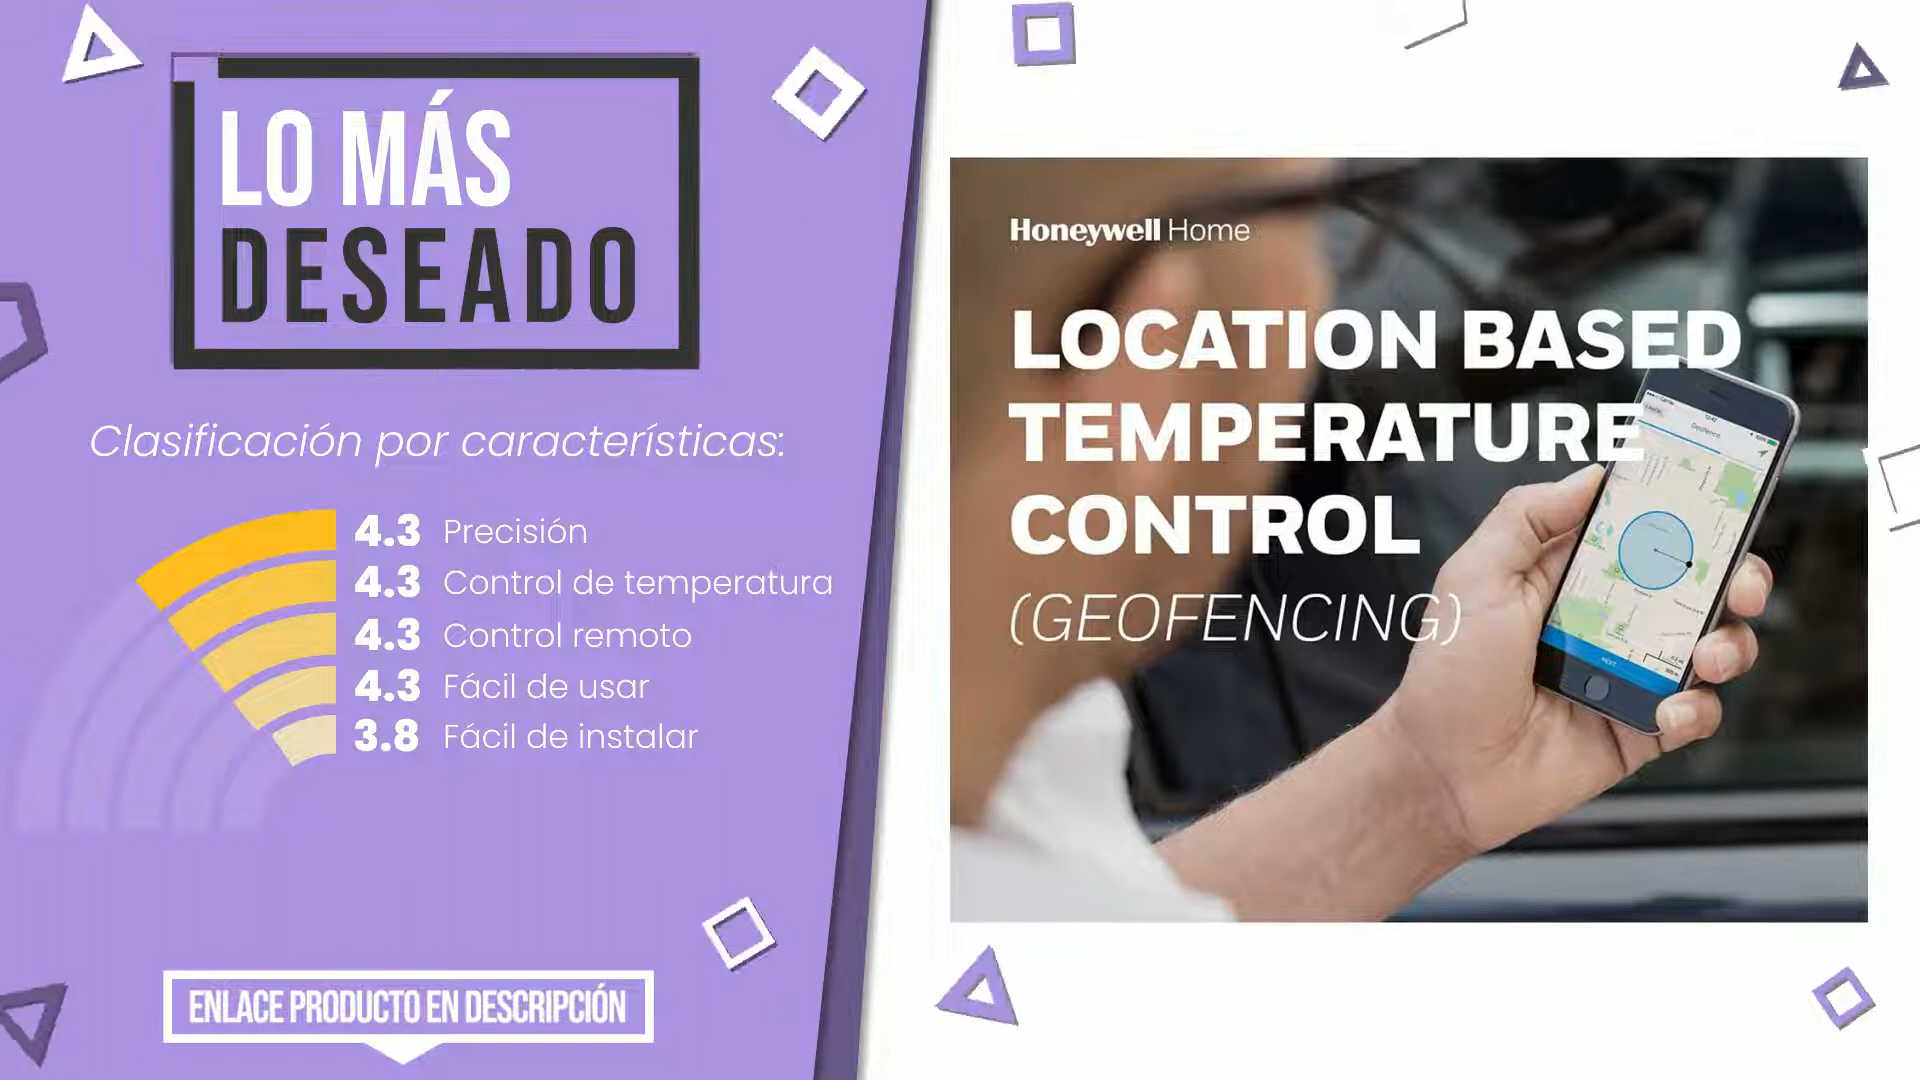 LO MÁS
DESEADO
Clasificación por características:
4.3 Precisión
4.3 Control de temperatura
4.3 Control remoto
4.3 Fácil de usar
3.8 Fácil de instalar
ENLACE PRODUCTO EN DESCRIPCIÓN
Honeywell Home
LOCATION BASED
TEMPERATURE
CONTROL
(GEOFENCING)
Geofence
NEXT